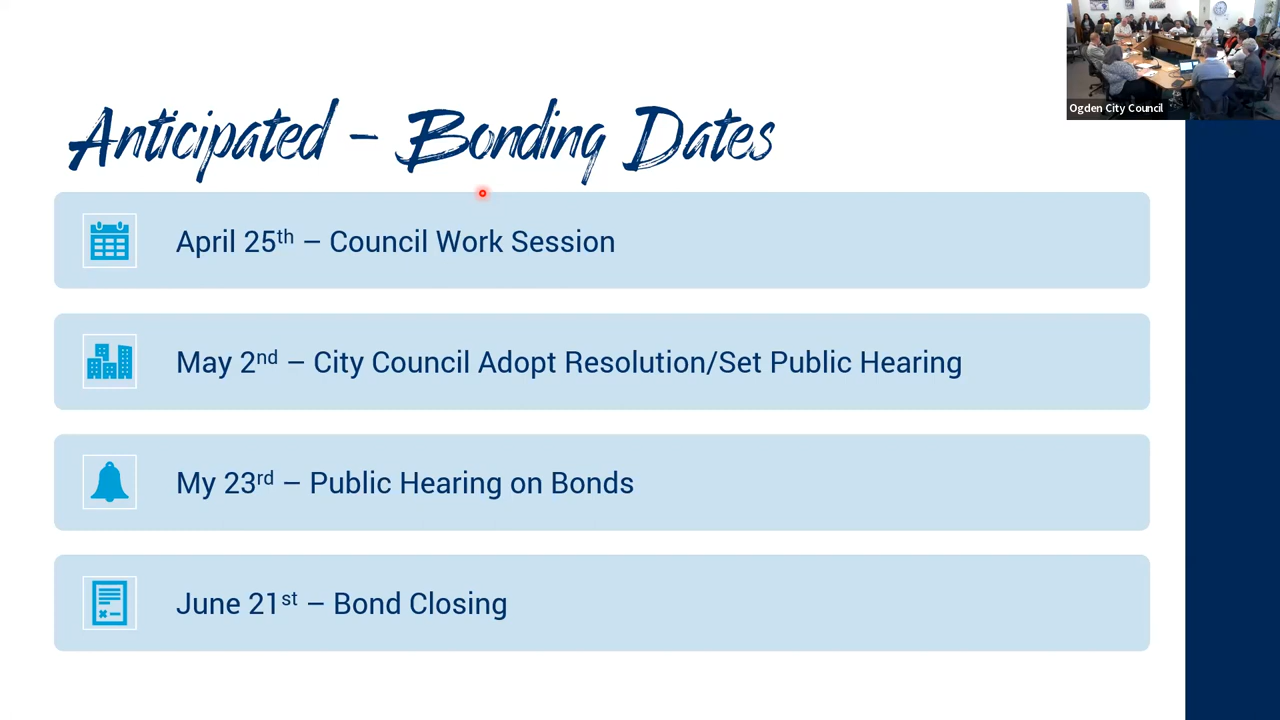 Ogden City Council
Anticipated – Bonding Dates
April 25th – Council Work Session
May 2nd – City Council Adopt Resolution/Set Public Hearing
My 23rd – Public Hearing on Bonds
June 21st – Bond Closing